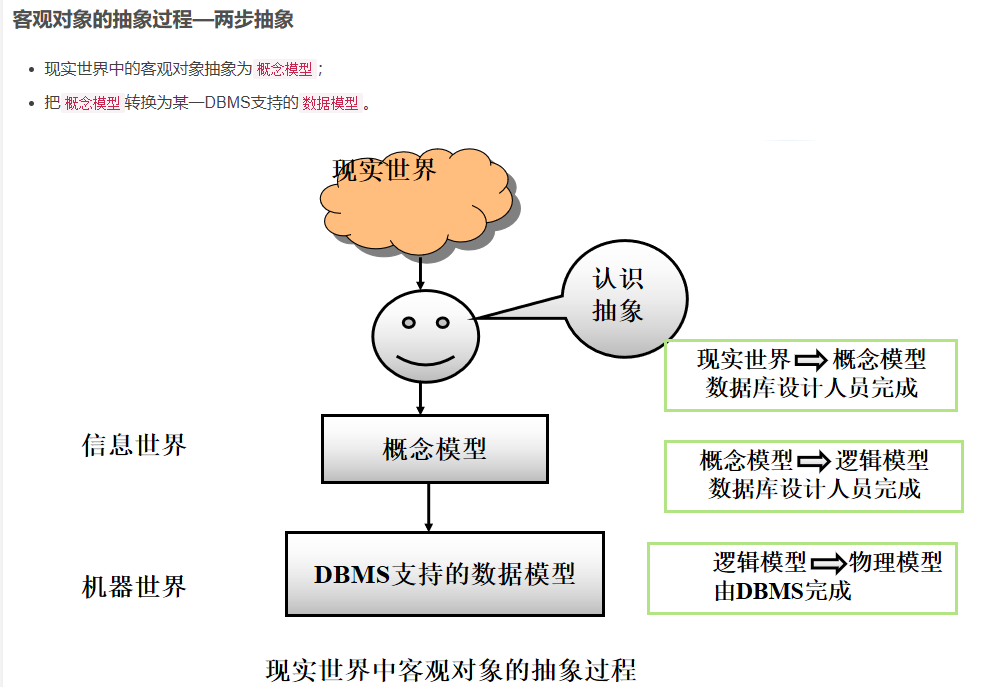 客观对象的抽象过程—两步抽象
现实世界中的客观对象抽象为 概念模型；
把 概念模型 转换为某一DBMS支持的 数据模型 。
现实世界
认识
抽象
现实世界⇨概念模型
数据库设计人员完成
信息世界
概念模型
概念模型⇨逻辑模型
数据库设计人员完成
机器世界
DBMS支持的数据模型
逻辑模型⇨物理模型
由DBMS完成
现实世界中客观对象的抽象过程